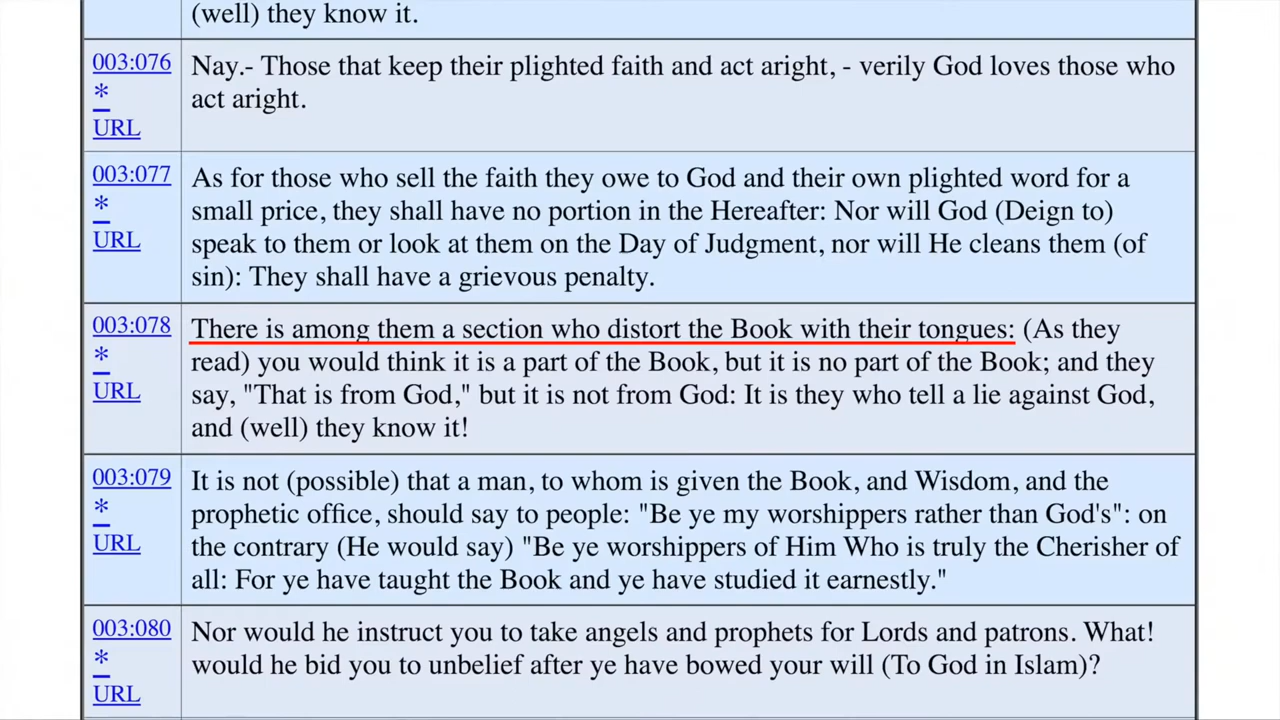 (well) they know it.
003:076
*
URL
Nay.- Those that keep their plighted faith and act aright, - verily God loves those who
act aright.
003:077
*
URL
As for those who sell the faith they owe to God and their own plighted word for a
small price, they shall have no portion in the Hereafter: Nor will God (Deign to)
speak to them or look at them on the Day of Judgment, nor will He cleans them (of
sin): They shall have a grievous penalty.
003:078
*
URL
There is among them a section who distort the Book with their tongues: (As they
read) you would think it is a part of the Book, but it is no part of the Book; and they
say, "That is from God," but it is not from God: It is they who tell a lie against God,
and (well) they know it!
003:079
*
URL
It is not (possible) that a man, to whom is given the Book, and Wisdom, and the
prophetic office, should say to people: "Be ye my worshippers rather than God's": on
the contrary (He would say) "Be ye worshippers of Him Who is truly the Cherisher of
all: For ye have taught the Book and ye have studied it earnestly."
003:080
*
URL
Nor would he instruct you to take angels and prophets for Lords and patrons. What!
would he bid you to unbelief after ye have bowed your will (To God in Islam)?